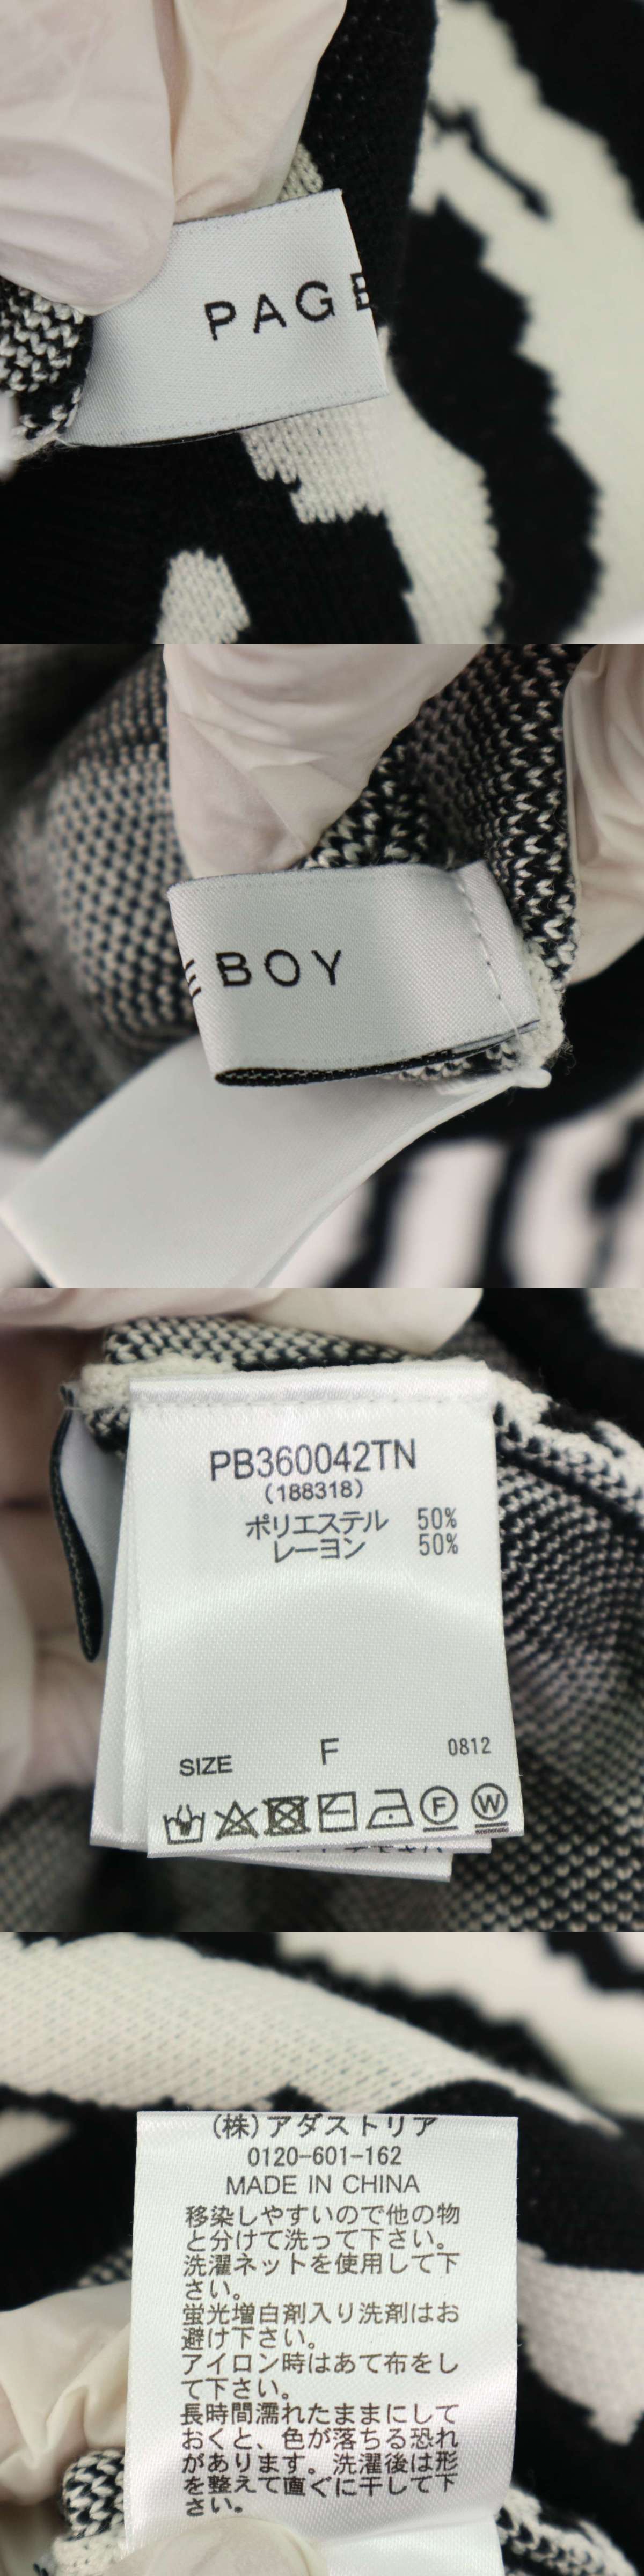 PAGE
E BOY
PB360042TN
(188318)
ポリエステル 50%
レーヨン 50%
SIZE F 0812
F W
して下さい
(株)アダストリア
0120-601-162
MADE IN CHINA
移染しやすいので他の物
と分けて洗って下さい。
洗濯ネットを使用して下
さい。
蛍光増白剤入り洗剤はお
避け下さい。
アイロン時はあて布をし
て下さい。
長時間濡れたままにして
おくと、色が落ちる恐れ
があります。洗濯後は形
を整えて直ぐに干して下
さい。